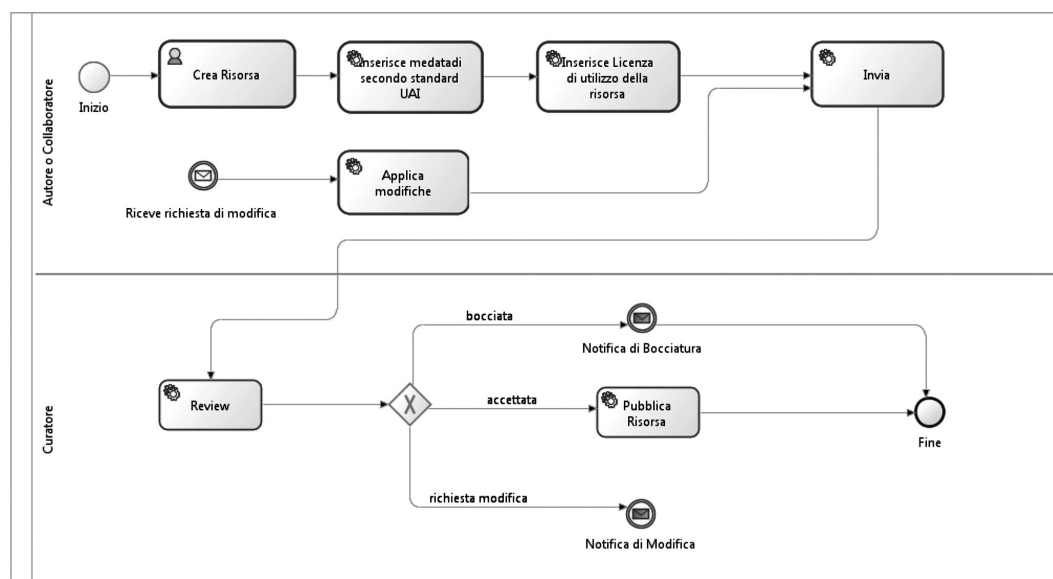 Autore o Collaboratore
Inizio
Crea Risorsa
Inserisce medatadi
secondo standard
UAI
Inserisce Licenza
di utilizzo della
risorsa
Invia
Riceve richiesta di modifica
Applica
modifiche
Curatore
Review
X
bocciata
Notifica di Bocciatura
accettata
Pubblica
Risorsa
Fine
richiesta modifica
Notifica di Modifica